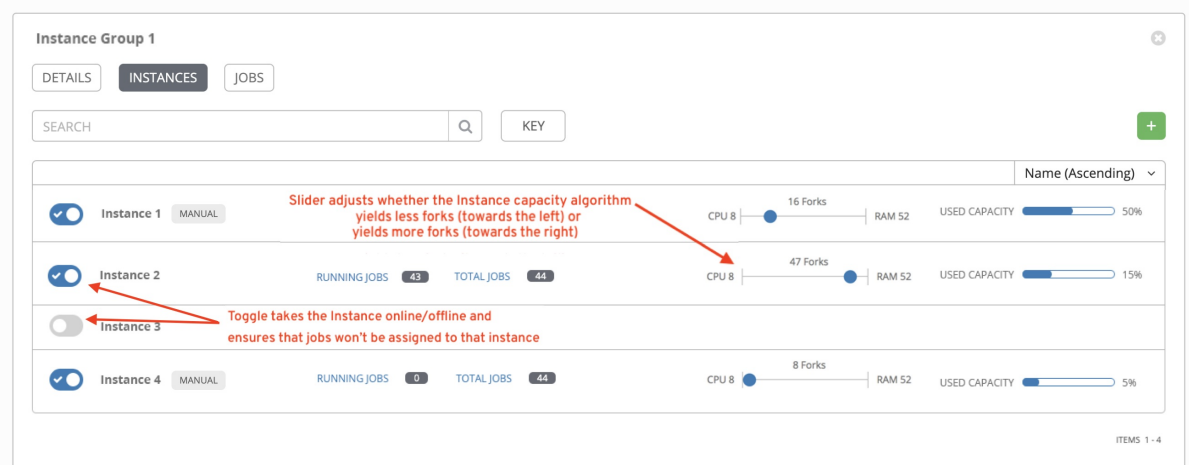 Instance Group 1
DETAILS INSTANCES JOBS
SEARCH KEY
+
Name (Ascending)
Instance 1 MANUAL
Slider adjusts whether the Instance capacity algorithm
yields less forks (towards the left) or
yields more forks (towards the right)
16 Forks
CPU 8 RAM 52 USED CAPACITY 50%
Instance 2 RUNNING JOBS 43 TOTAL JOBS 44
47 Forks
CPU 8 RAM 52 USED CAPACITY 15%
Toggle takes the Instance online/offline and
Instance 3
ensures that jobs won't be assigned to that instance
8 Forks
Instance 4 MANUAL RUNNING JOBS 0 TOTAL JOBS 44 CPU 8 RAM 52 USED CAPACITY 5%
ITEMS 1 - 4